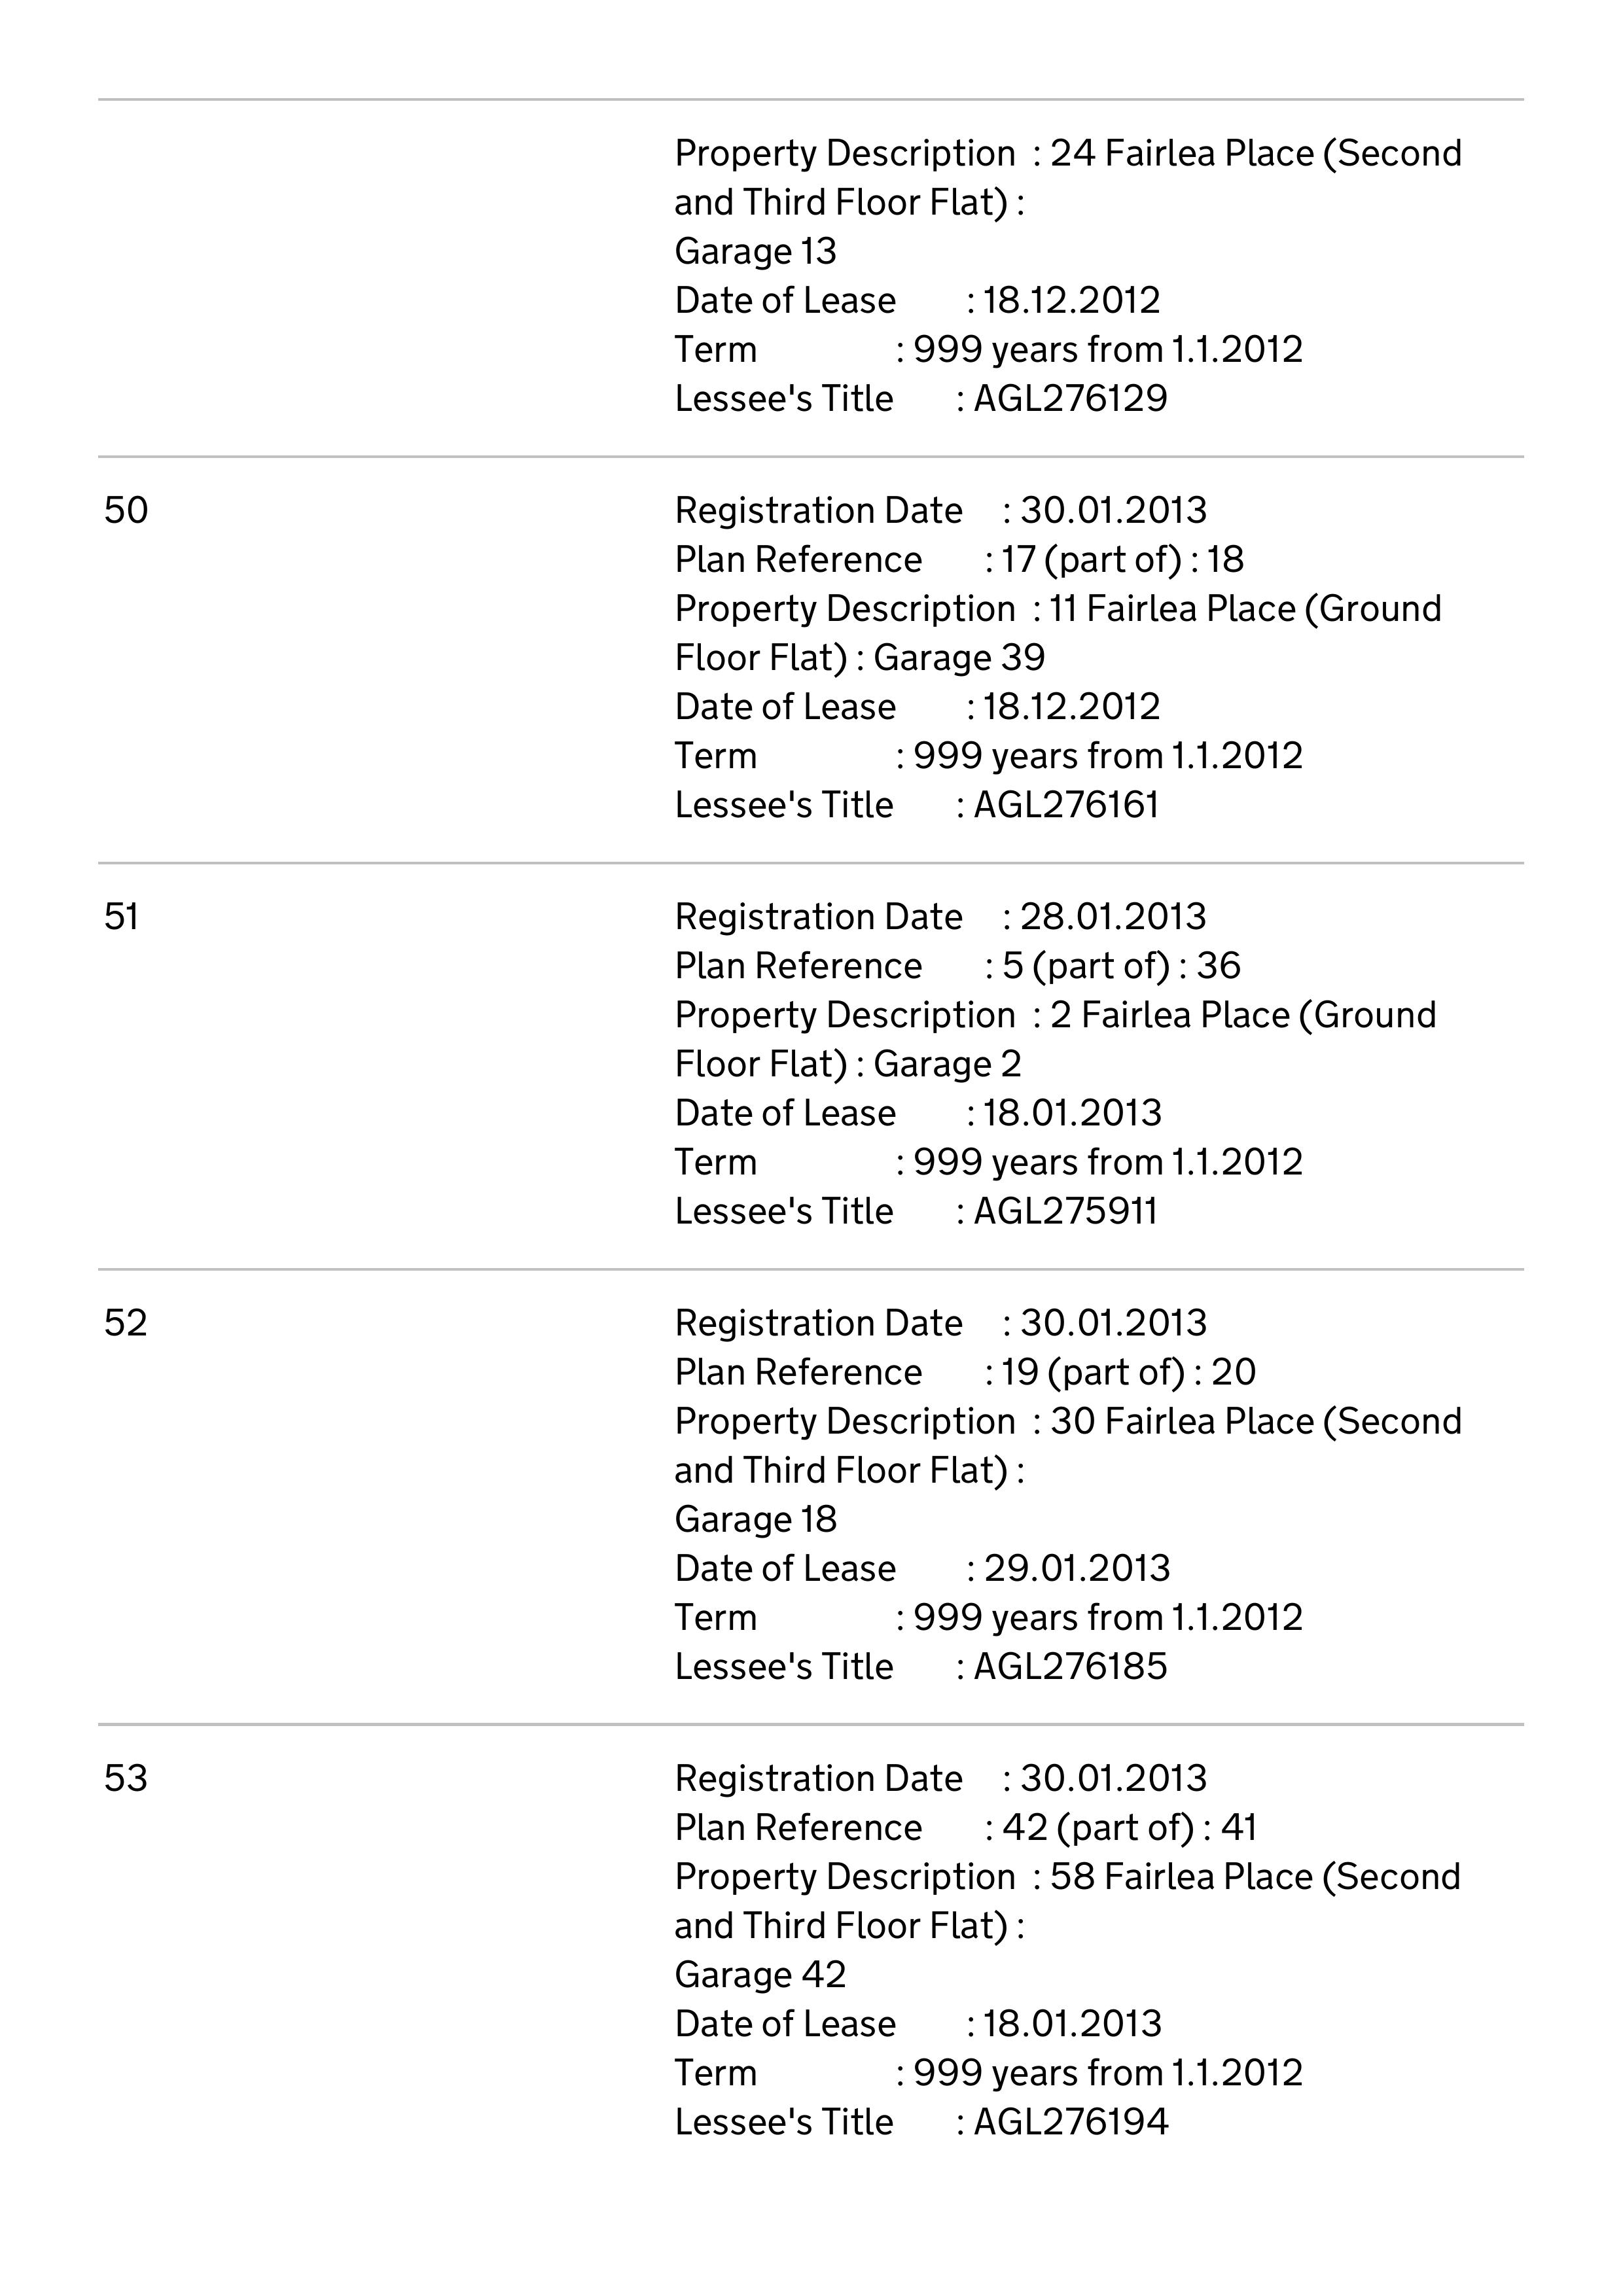 Property Description : 24 Fairlea Place (Second
and Third Floor Flat) :
Garage 13
Date of Lease : 18.12.2012
Term : 999 years from 1.1.2012
Lessee's Title : AGL276129
50
Registration Date : 30.01.2013
Plan Reference : 17 (part of) : 18
Property Description : 11 Fairlea Place (Ground
Floor Flat) : Garage 39
Date of Lease : 18.12.2012
Term : 999 years from 1.1.2012
Lessee's Title : AGL276161
51
Registration Date : 28.01.2013
Plan Reference : 5 (part of) : 36
Property Description : 2 Fairlea Place (Ground
Floor Flat) : Garage 2
Date of Lease : 18.01.2013
Term : 999 years from 1.1.2012
Lessee's Title : AGL275911
52
Registration Date : 30.01.2013
Plan Reference : 19 (part of) : 20
Property Description : 30 Fairlea Place (Second
and Third Floor Flat) :
Garage 18
Date of Lease : 29.01.2013
Term : 999 years from 1.1.2012
Lessee's Title : AGL276185
53
Registration Date : 30.01.2013
Plan Reference : 42 (part of) : 41
Property Description : 58 Fairlea Place (Second
and Third Floor Flat) :
Garage 42
Date of Lease : 18.01.2013
Term : 999 years from 1.1.2012
Lessee's Title : AGL276194